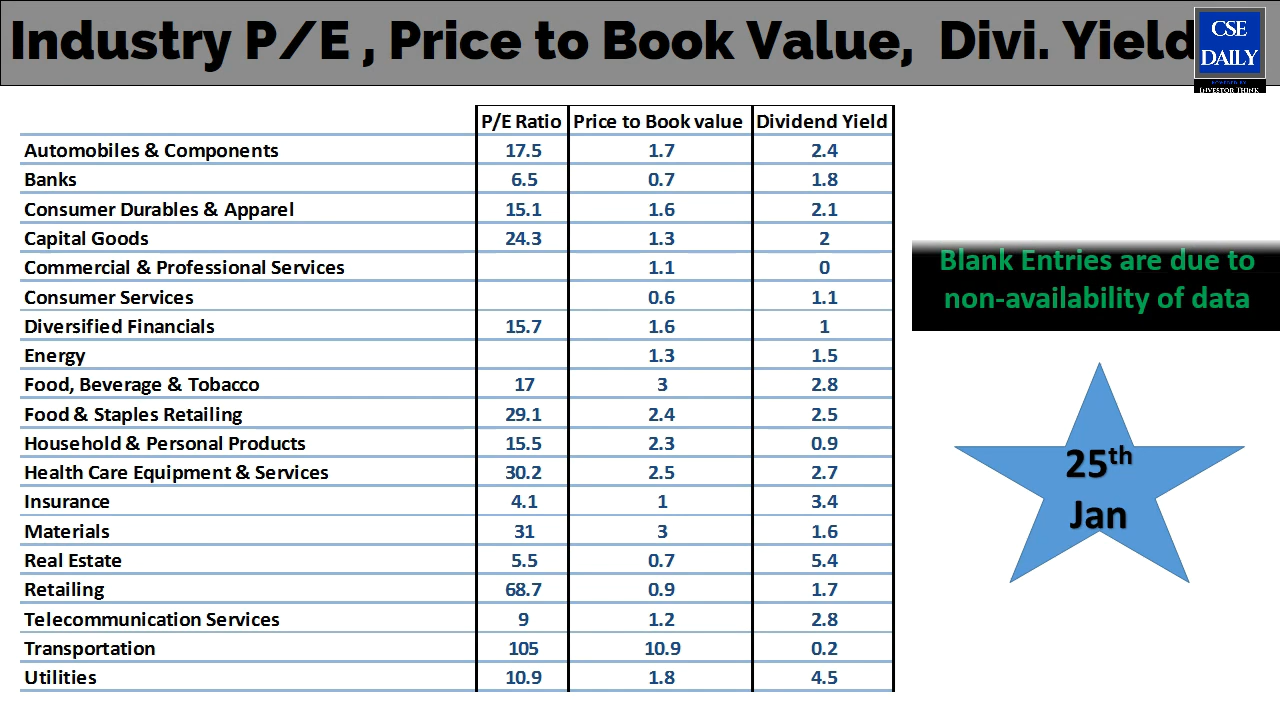 Industry P/E , Price to Book Value, Divi. Yield
CSE
DAILY
POWERED BY
INVESTOR THINK
P/E Ratio Price to Book value Dividend Yield
Automobiles & Components 17.5 1.7 2.4
Banks 6.5 0.7 1.8
Consumer Durables & Apparel 15.1 1.6 2.1
Capital Goods 24.3 1.3 2
Commercial & Professional Services 1.1 0
Consumer Services 0.6 1.1
Diversified Financials 15.7 1.6 1
Energy 1.3 1.5
Food, Beverage & Tobacco 17 3 2.8
Food & Staples Retailing 29.1 2.4 2.5
Household & Personal Products 15.5 2.3 0.9
Health Care Equipment & Services 30.2 2.5 2.7
Insurance 4.1 1 3.4
Materials 31 3 1.6
Real Estate 5.5 0.7 5.4
Retailing 68.7 0.9 1.7
Telecommunication Services 9 1.2 2.8
Transportation 105 10.9 0.2
Utilities 10.9 1.8 4.5
Blank Entries are due to
non-availability of data
25th
Jan